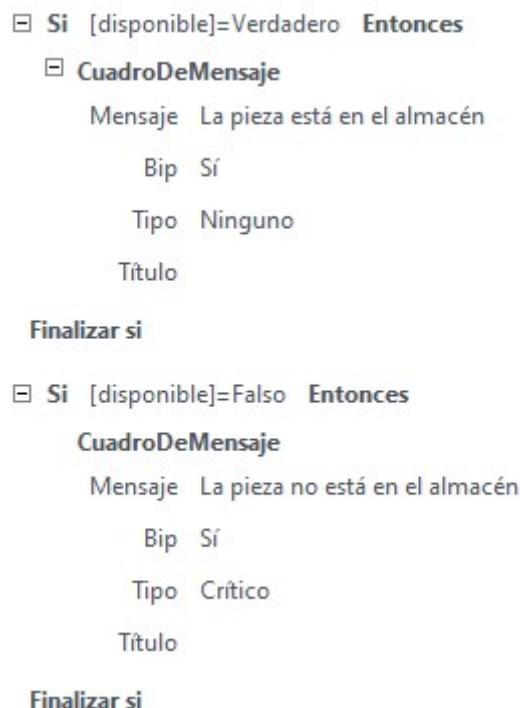 Si [disponible]=Verdadero Entonces
CuadroDeMensaje
Mensaje La pieza está en el almacén
Bip Sí
Tipo Ninguno
Título
Finalizar si
Si [disponible]=Falso Entonces
CuadroDeMensaje
Mensaje La pieza no está en el almacén
Bip Sí
Tipo Crítico
Título
Finalizar si